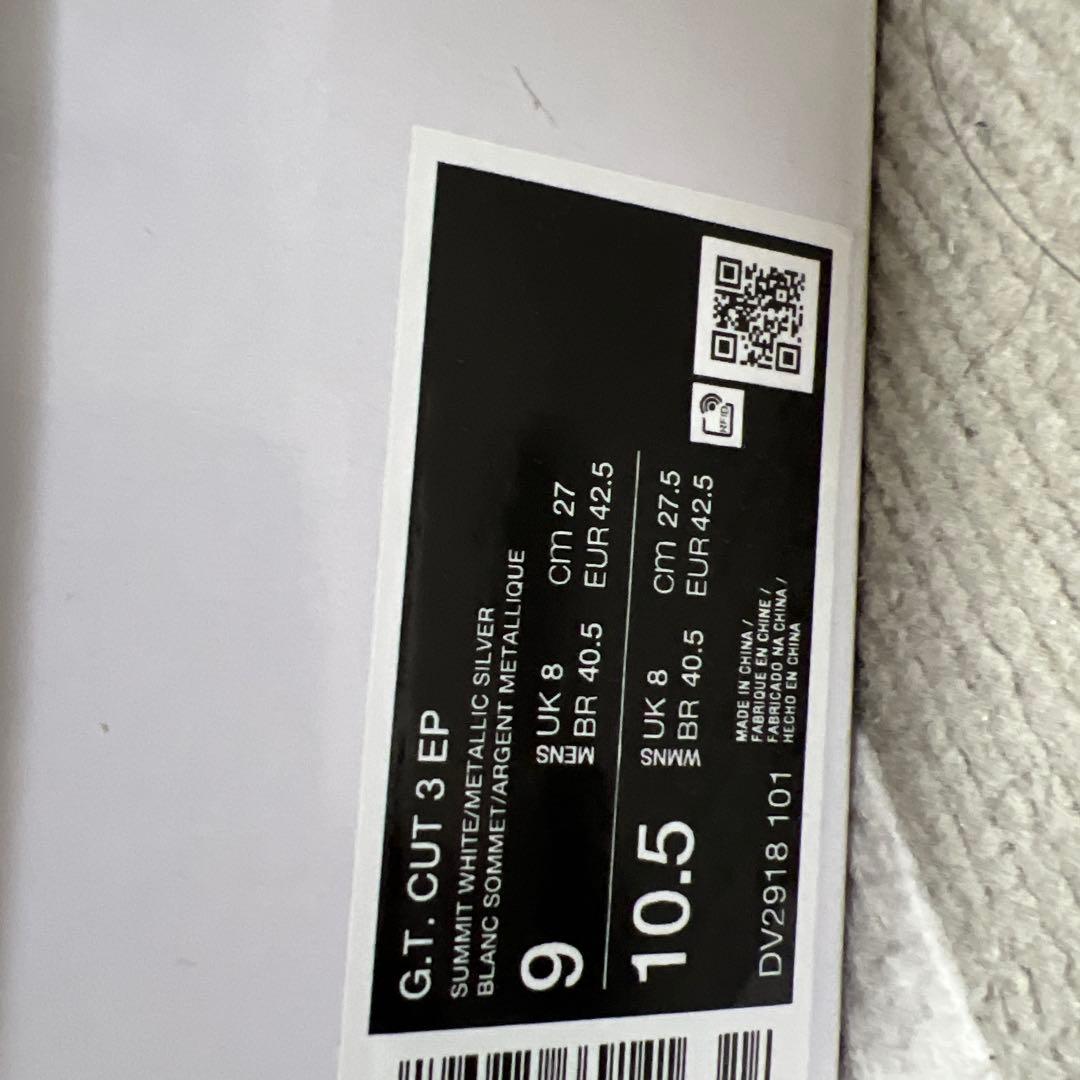 G.T. CUT 3 EP
SUMMIT WHITE/METALLIC SILVER
BLANC SOMMET/ARGENT METALLIQUE
9
MENS
UK 8 cm 27
BR 40.5 EUR 42.5
10.5
WMNS
UK 8 cm 27.5
BR 40.5 EUR 42.5
RFID
DV2918 101
MADE IN CHINA /
FABRIQUE EN CHINE /
FABRICADO NA CHINA/
HECHO EN CHINA